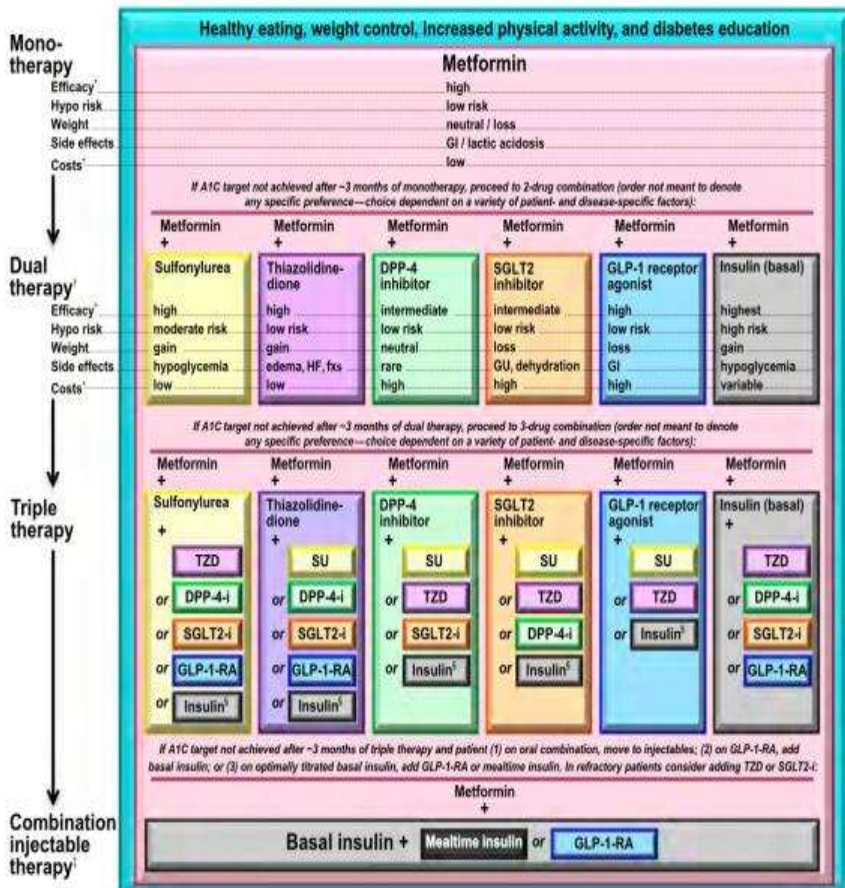 Healthy eating, weight control, increased physical activity, and diabetes education
Mono-
therapy
Metformin
Efficacy* high
Hypo risk low risk
Weight neutral / loss
Side effects GI / lactic acidosis
Costs* low
If A1C target not achieved after ~3 months of monotherapy, proceed to 2-drug combination (order not meant to denote
any specific preference—choice dependent on a variety of patient- and disease-specific factors):
Metformin Metformin Metformin Metformin Metformin Metformin
+ + + + + +
Dual
therapy†
Sulfonylurea Thiazolidine- DPP-4 SGLT2 GLP-1 receptor Insulin (basal)
dione inhibitor inhibitor agonist
Efficacy* high high intermediate intermediate high highest
Hypo risk moderate risk low risk low risk low risk low risk high risk
Weight gain gain neutral loss loss gain
Side effects hypoglycemia edema, HF, fxs rare GU, dehydration GI hypoglycemia
Costs* low low high high high variable
If A1C target not achieved after ~3 months of dual therapy, proceed to 3-drug combination (order not meant to denote
any specific preference—choice dependent on a variety of patient- and disease-specific factors):
Metformin Metformin Metformin Metformin Metformin Metformin
+ + + + + +
Triple
therapy
Sulfonylurea Thiazolidine- DPP-4 SGLT2 GLP-1 receptor Insulin (basal)
dione inhibitor inhibitor agonist
+ + + + + +
TZD SU SU SU SU TZD
or DPP-4-i or DPP-4-i or TZD or TZD or TZD or DPP-4-i
or SGLT2-i or SGLT2-i or SGLT2-i or DPP-4-i or Insulin§ or SGLT2-i
or GLP-1-RA or GLP-1-RA or Insulin§ or Insulin§ or GLP-1-RA
or Insulin§ or Insulin§
If A1C target not achieved after ~3 months of triple therapy and patient (1) on oral combination, move to injectables; (2) on GLP-1-RA, add
basal insulin; or (3) on optimally titrated basal insulin, add GLP-1-RA or mealtime insulin. In refractory patients consider adding TZD or SGLT2-i:
Metformin
+
Combination
injectable
therapy‡
Basal insulin + Mealtime insulin or GLP-1-RA